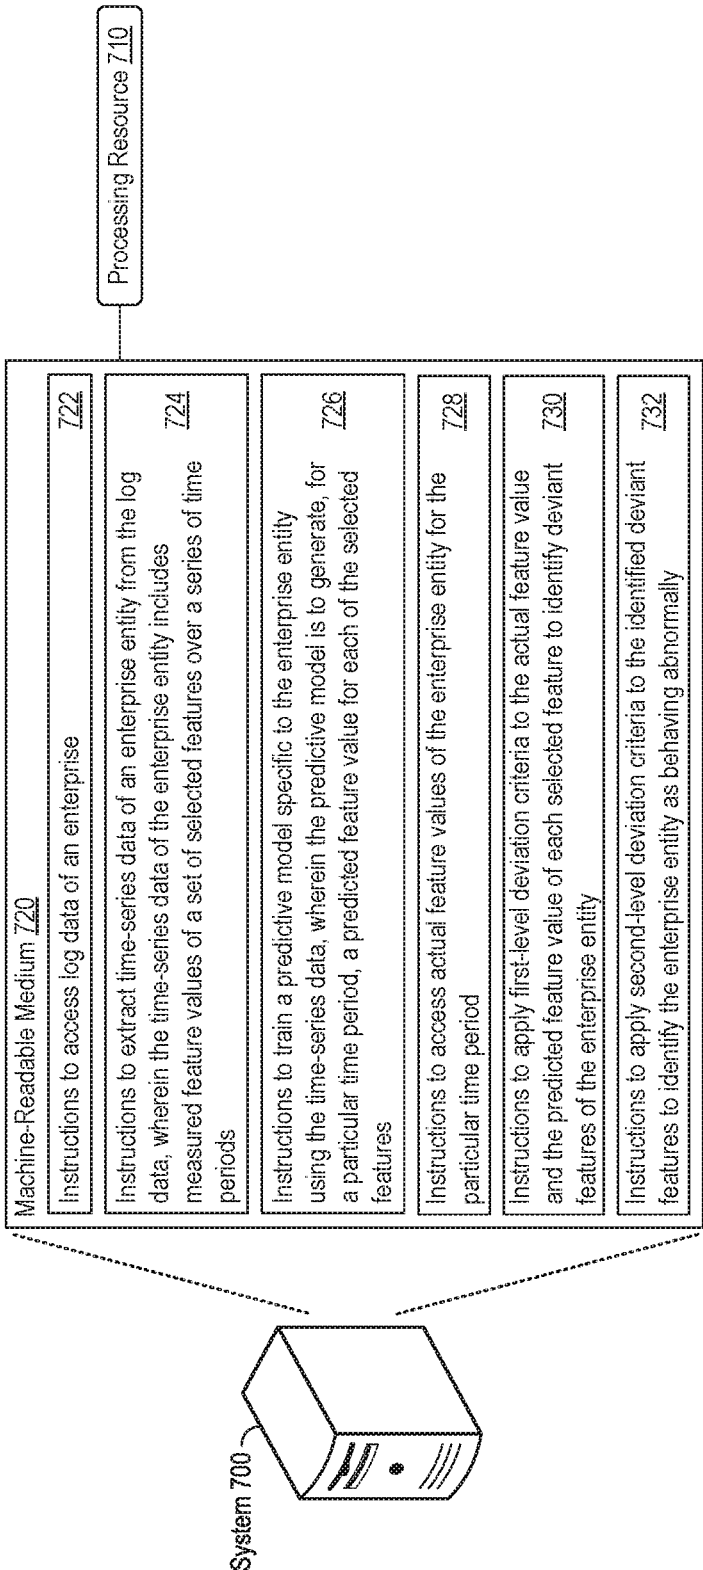 System 700
Machine-Readable Medium 720
Instructions to access log data of an enterprise 722
Instructions to extract time-series data of an enterprise entity from the log
data, wherein the time-series data of the enterprise entity includes 724
measured feature values of a set of selected features over a series of time
periods
Instructions to train a predictive model specific to the enterprise entity
using the time-series data, wherein the predictive model is to generate, for 726
a particular time period, a predicted feature value for each of the selected
features
Instructions to access actual feature values of the enterprise entity for the 728
particular time period
Instructions to apply first-level deviation criteria to the actual feature value
and the predicted feature value of each selected feature to identify deviant 730
features of the enterprise entity
Instructions to apply second-level deviation criteria to the identified deviant 732
features to identify the enterprise entity as behaving abnormally
Processing Resource 710